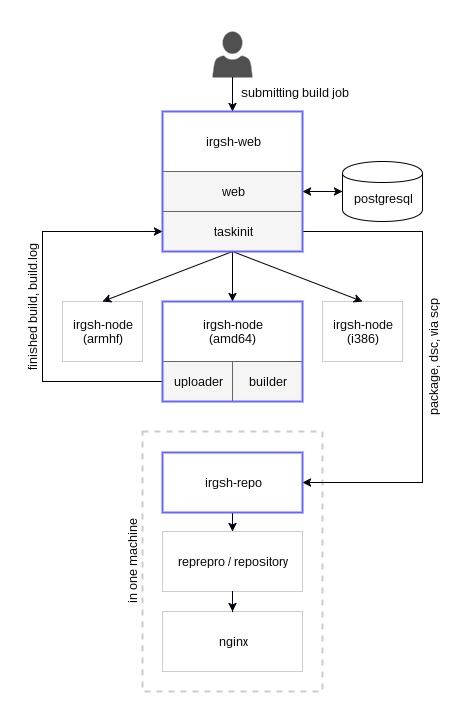 submitting build job
irgsh-web
web
postgresql
taskinit
finished build, build.log
irgsh-node
(armhf)
irgsh-node
(amd64)
irgsh-node
(i386)
package, dsc, via scp
uploader
builder
irgsh-repo
in one machine
reprepro / repository
nginx